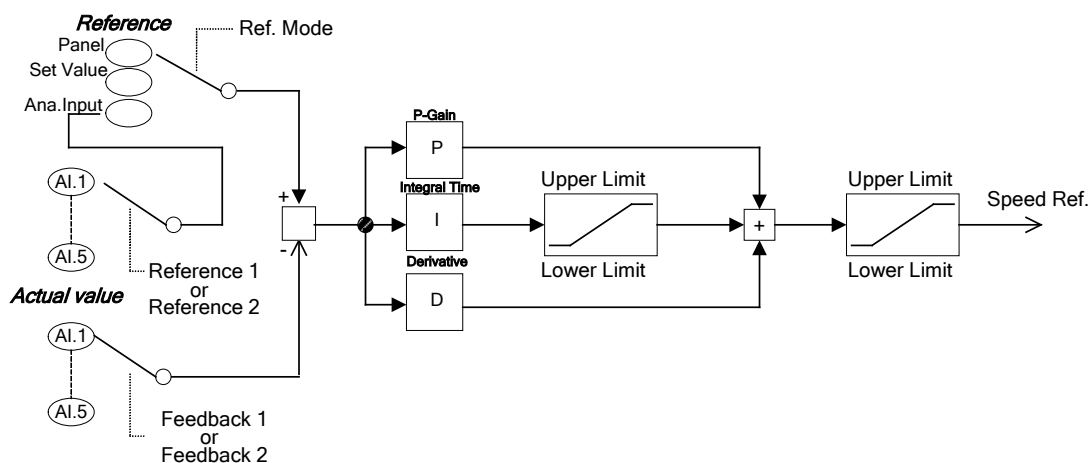 Reference
Panel
Set Value
Ana.Input
Ref. Mode
AI.1
AI.5
Reference 1
or
Reference 2
Actual value
AI.1
AI.5
Feedback 1
or
Feedback 2
+
-
P-Gain
P
Integral Time
I
Derivative
D
Upper Limit
Lower Limit
+
Upper Limit
Lower Limit
Speed Ref.